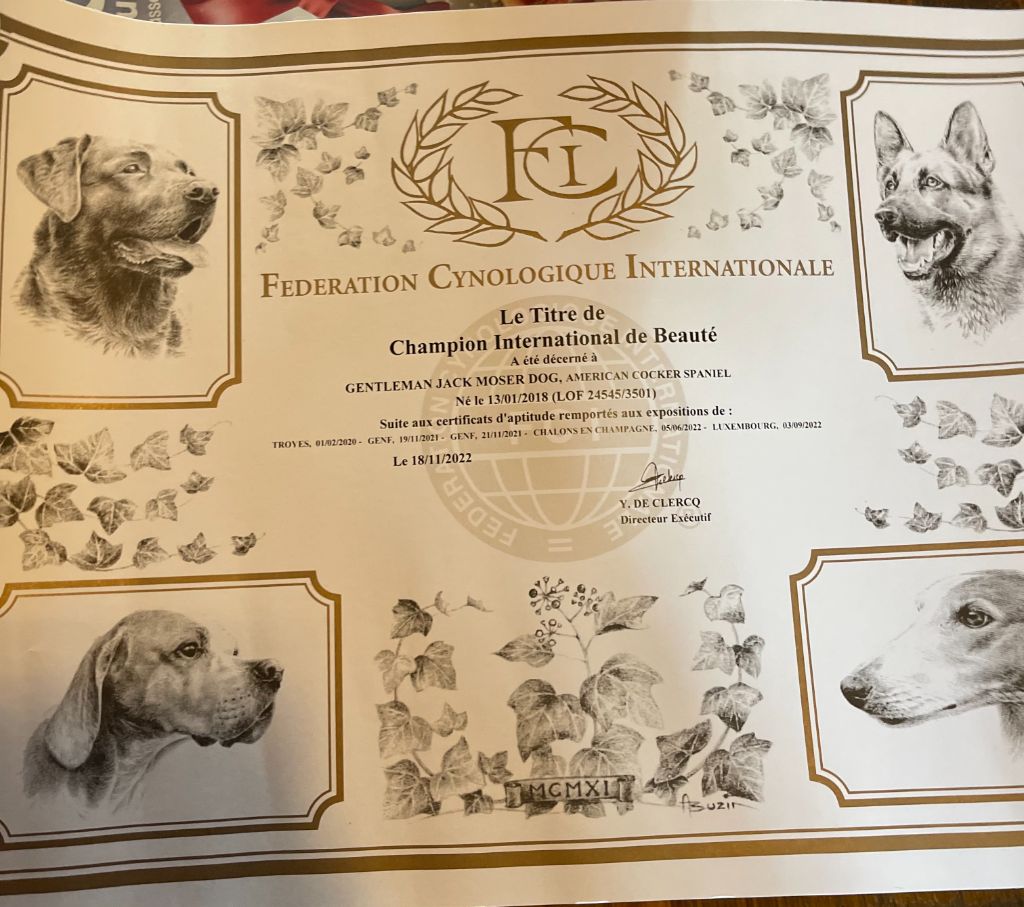 FCI
FEDERATION CYNOLOGIQUE INTERNATIONALE
Le Titre de
Champion International de Beauté
A été décerné à
GENTLEMAN JACK MOSER DOG, AMERICAN COCKER SPANIEL
Né le 13/01/2018 (LOF 24545/3501)
Suite aux certificats d'aptitude remportés aux expositions de :
TROYES, 01/02/2020 - GENF, 19/11/2021 - GENF, 21/11/2021 - CHALONS EN CHAMPAGNE, 05/06/2022 - LUXEMBOURG, 03/09/2022
Le 18/11/2022
Y. DE CLERCQ
Directeur Exécutif
MCMXI